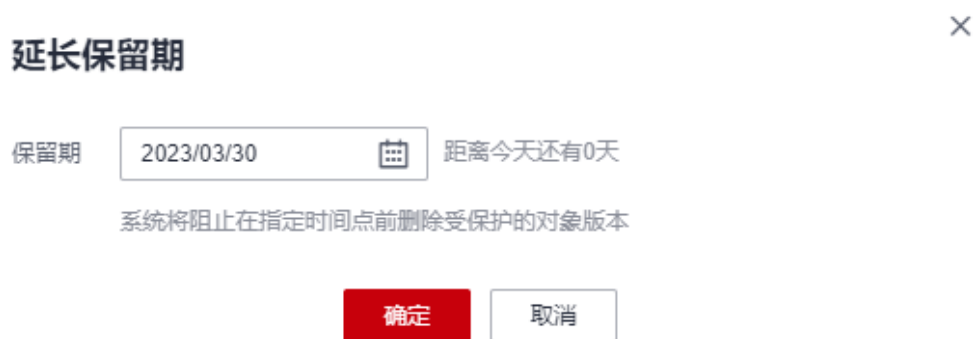 延长保留期
保留期 2023/03/30 距离今天还有0天
系统将阻止在指定时间点前删除受保护的对象版本
确定 取消